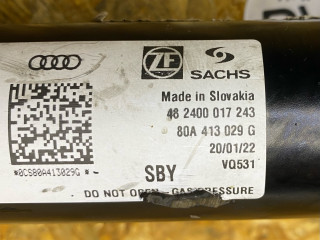 ZF SACHS
Made in Slovakia
48 2400 017 243
80A 413 029 G
20/01/22
*0CS80A413029G *-
SBY VQ531
DO NOT OPEN - GAS PRESSURE